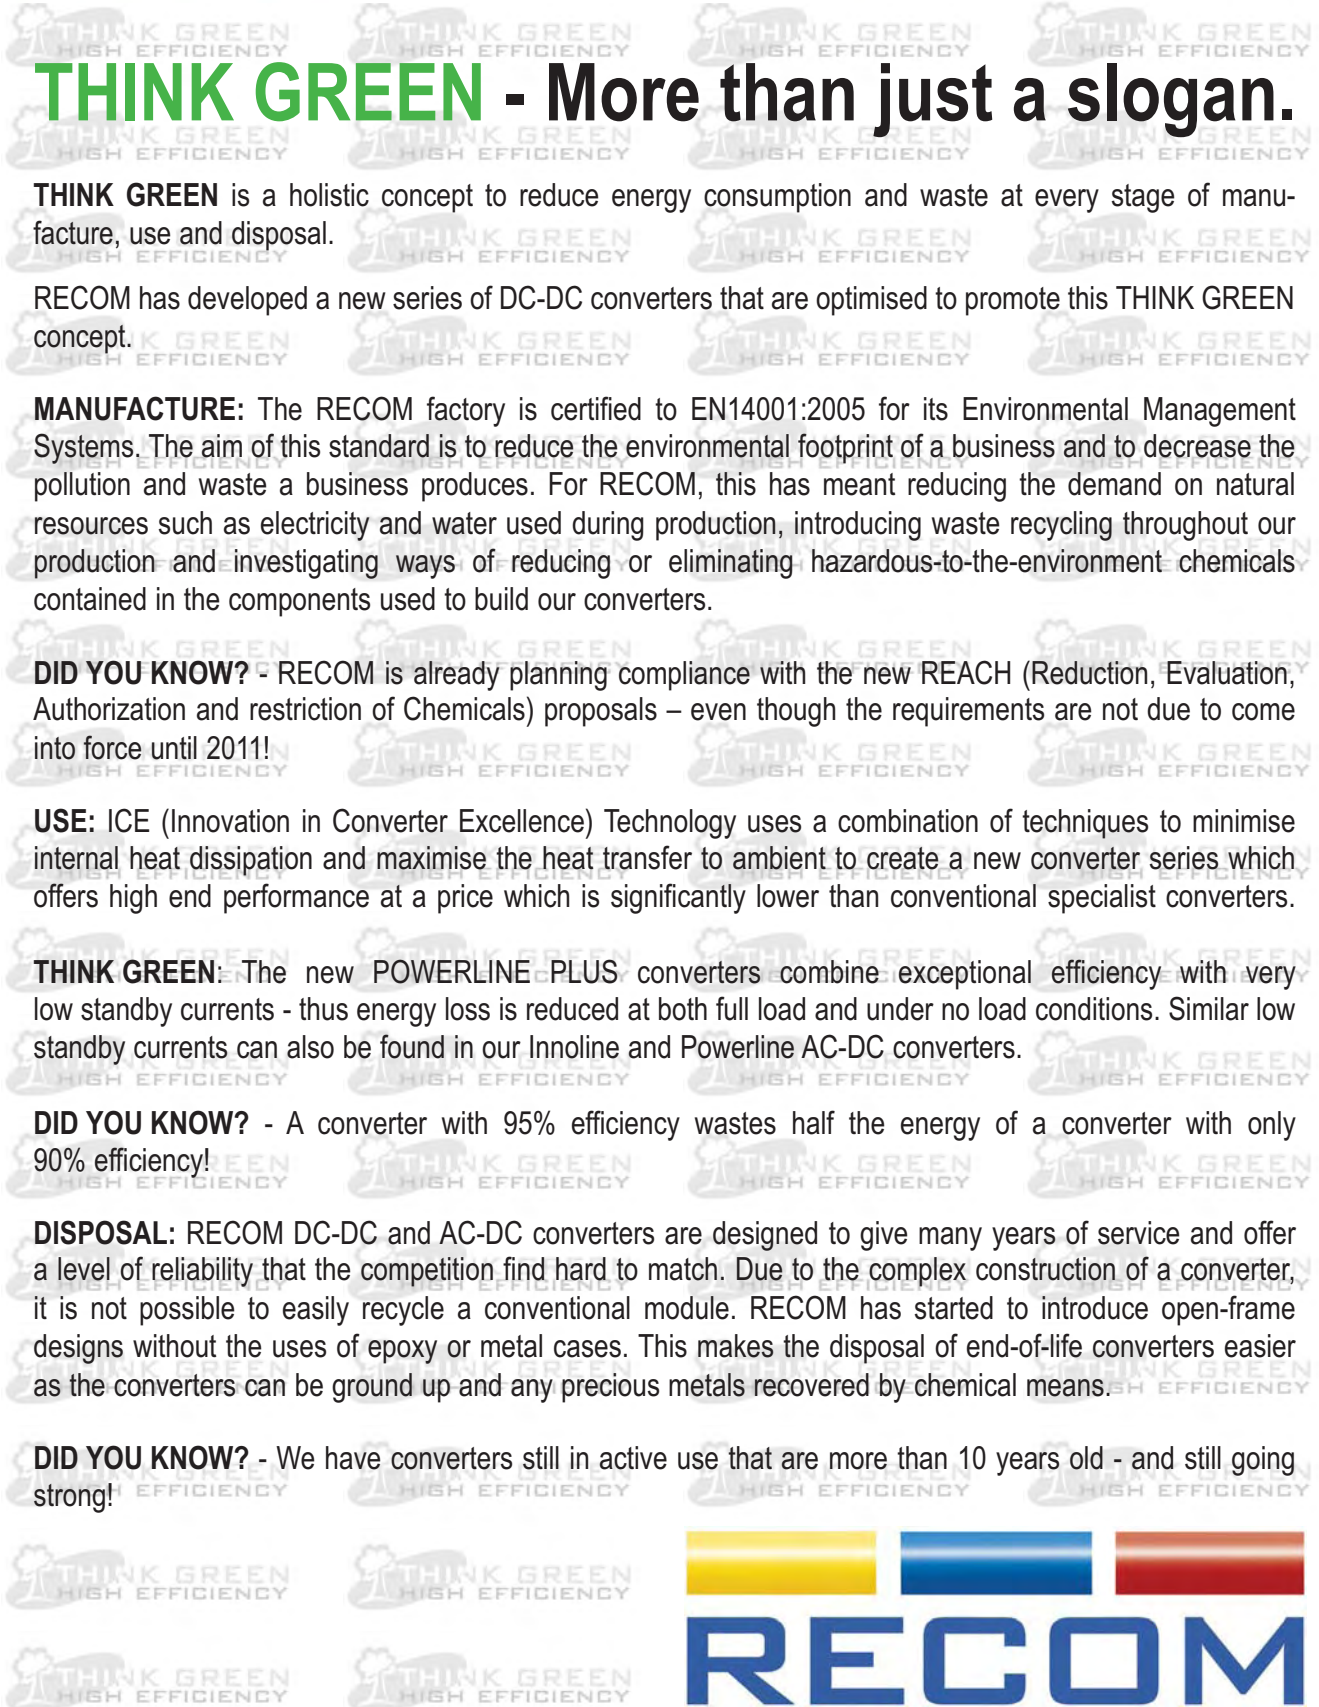 THINK GREEN - More than just a slogan.
THINK GREEN is a holistic concept to reduce energy consumption and waste at every stage of manu-
facture, use and disposal.
RECOM has developed a new series of DC-DC converters that are optimised to promote this THINK GREEN
concept.
MANUFACTURE: The RECOM factory is certified to EN14001:2005 for its Environmental Management
Systems. The aim of this standard is to reduce the environmental footprint of a business and to decrease the
pollution and waste a business produces. For RECOM, this has meant reducing the demand on natural
resources such as electricity and water used during production, introducing waste recycling throughout our
production and investigating ways of reducing or eliminating hazardous-to-the-environment chemicals
contained in the components used to build our converters.
DID YOU KNOW? - RECOM is already planning compliance with the new REACH (Reduction, Evaluation,
Authorization and restriction of Chemicals) proposals – even though the requirements are not due to come
into force until 2011!
USE: ICE (Innovation in Converter Excellence) Technology uses a combination of techniques to minimise
internal heat dissipation and maximise the heat transfer to ambient to create a new converter series which
offers high end performance at a price which is significantly lower than conventional specialist converters.
THINK GREEN: The new POWERLINE PLUS converters combine exceptional efficiency with very
low standby currents - thus energy loss is reduced at both full load and under no load conditions. Similar low
standby currents can also be found in our Innoline and Powerline AC-DC converters.
DID YOU KNOW? - A converter with 95% efficiency wastes half the energy of a converter with only
90% efficiency!
DISPOSAL: RECOM DC-DC and AC-DC converters are designed to give many years of service and offer
a level of reliability that the competition find hard to match. Due to the complex construction of a converter,
it is not possible to easily recycle a conventional module. RECOM has started to introduce open-frame
designs without the uses of epoxy or metal cases. This makes the disposal of end-of-life converters easier
as the converters can be ground up and any precious metals recovered by chemical means.
DID YOU KNOW? - We have converters still in active use that are more than 10 years old - and still going
strong!
THINK GREEN
HIGH EFFICIENCY
RECOM